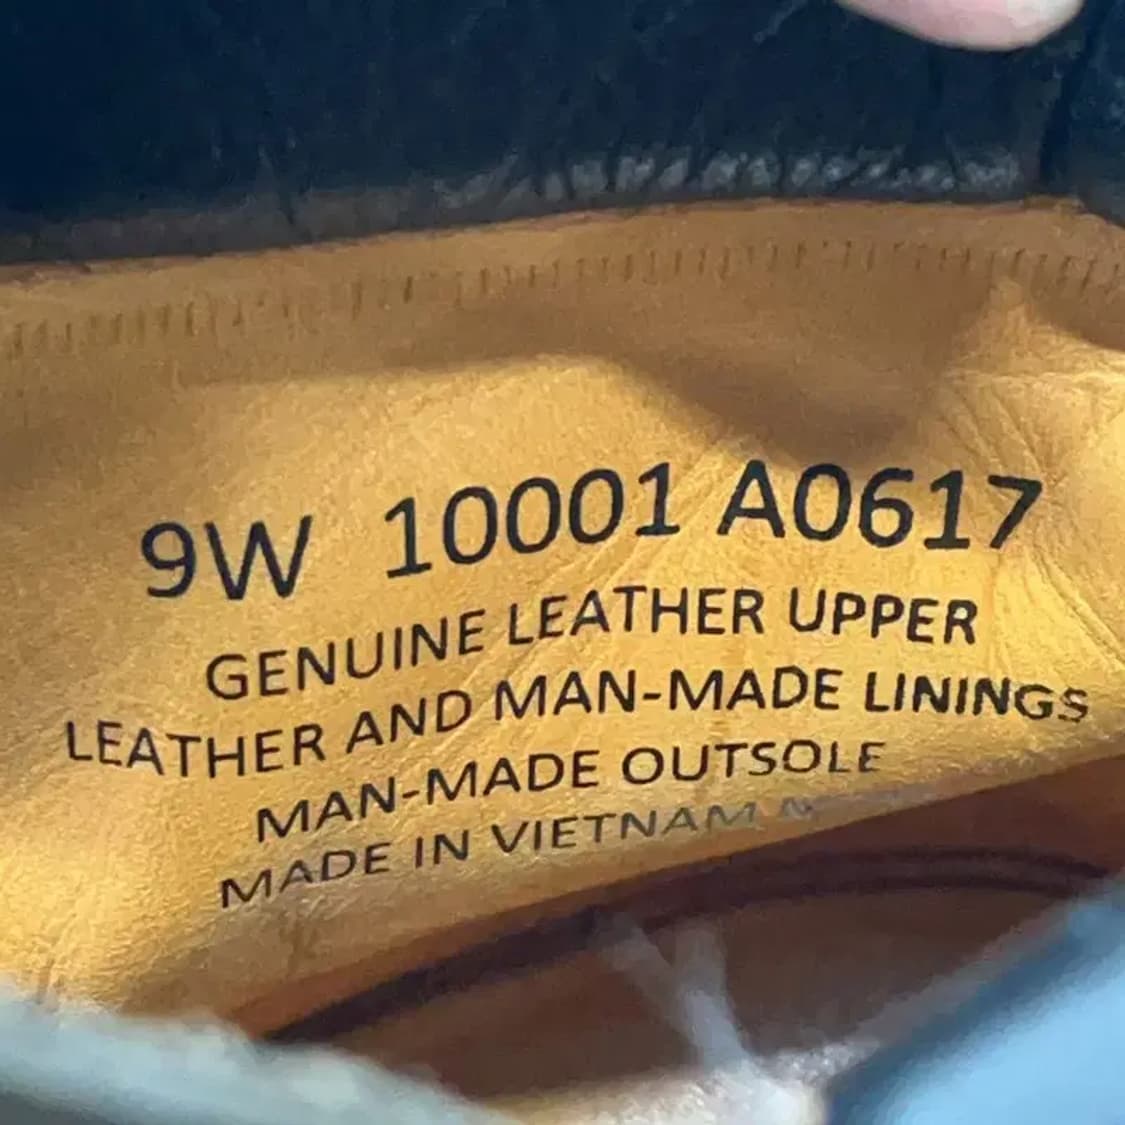 9W 10001 A0617
GENUINE LEATHER UPPER
LEATHER AND MAN-MADE LININGS
MAN-MADE OUTSOLE
MADE IN VIETNAM